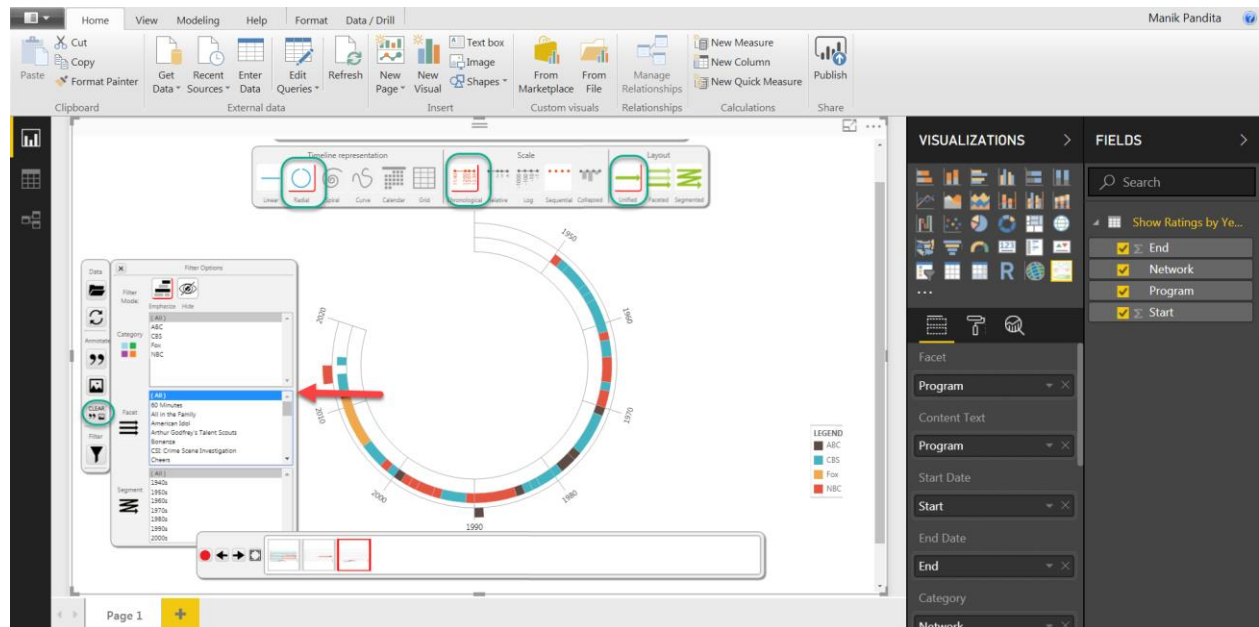 Home View Modeling Help Format Data / Drill Manik Pandita
Paste
Cut
Copy
Format Painter
Clipboard
Get Data
Recent Sources
Enter Data
Edit Queries
Refresh
External data
New Page
New Visual
Text box
Image
Shapes
Insert
From Marketplace
From File
Custom visuals
Manage Relationships
Relationships
New Measure
New Column
New Quick Measure
Calculations
Publish
Share
Timeline representation Scale Layout
Linear Radial Spiral Curve Calendar Grid Chronological Relative Log Sequential Collapsed Unified Faceted Segmented
Data
Annotate
CLEAR
Filter
Filter Options
Filter Mode:
Emphasize Hide
Category
( All )
ABC
CBS
Fox
NBC
Facet
( All )
60 Minutes
All in the Family
American Idol
Arthur Godfrey's Talent Scouts
Bonanza
CSI: Crime Scene Investigation
Cheers
Segment
( All )
1940s
1950s
1960s
1970s
1980s
1990s
2000s
1950
1960
1970
1980
1990
2000
2010
2020
LEGEND
ABC
CBS
Fox
NBC
Page 1
VISUALIZATIONS
R
123
Facet
Program
Content Text
Program
Start Date
Start
End Date
End
Category
Network
FIELDS
Search
Show Ratings by Ye...
End
Network
Program
Start